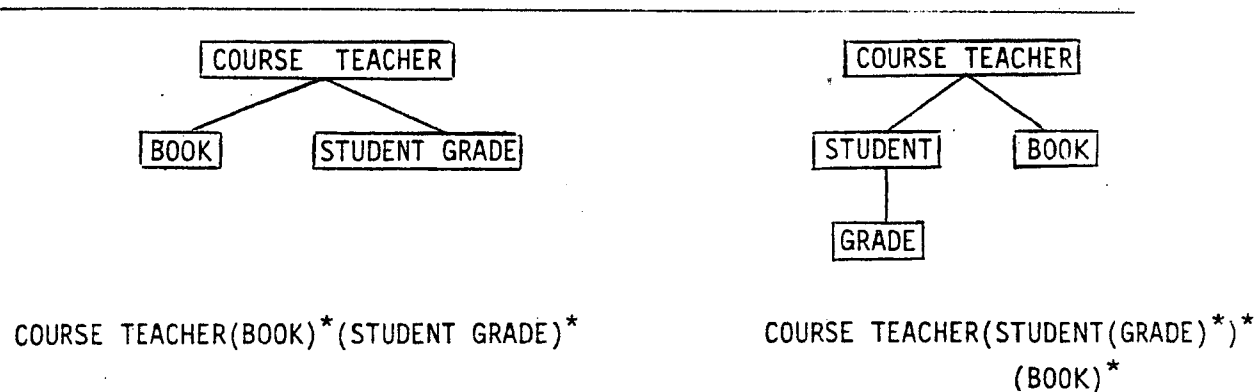 COURSE TEACHER
BOOK
STUDENT GRADE
COURSE TEACHER(BOOK)*(STUDENT GRADE)*
COURSE TEACHER
STUDENT
BOOK
GRADE
COURSE TEACHER(STUDENT(GRADE)*)*
(BOOK)*